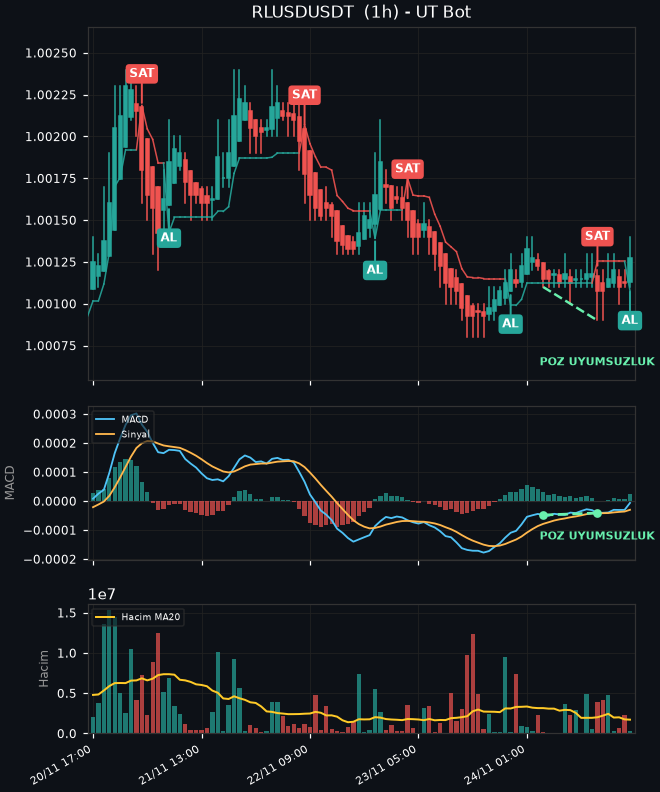 RLUSDUSDT (1h) - UT Bot
1.00250
1.00225
1.00200
1.00175
1.00150
1.00125
1.00100
1.00075
SAT
SAT
SAT
SAT
AL
AL
AL
AL
POZ UYUMSUZLUK
MACD
0.0003
0.0002
0.0001
0.0000
−0.0001
−0.0002
MACD
Sinyal
POZ UYUMSUZLUK
1e7
Hacim
1.5
1.0
0.5
0.0
Hacim MA20
20/11 17:00
21/11 13:00
22/11 09:00
23/11 05:00
24/11 01:00